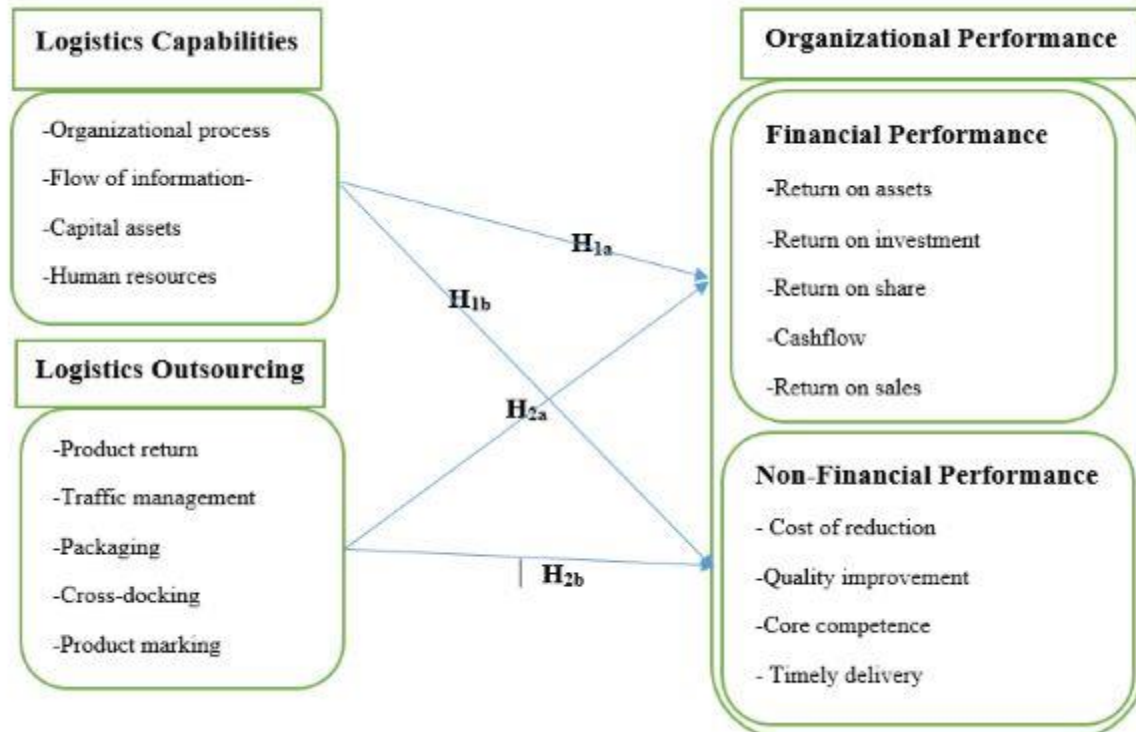 Logistics Capabilities
-Organizational process
-Flow of information-
-Capital assets
-Human resources
Logistics Outsourcing
-Product return
-Traffic management
-Packaging
-Cross-docking
-Product marking
H1a
H1b
H2a
H2b
Organizational Performance
Financial Performance
-Return on assets
-Return on investment
-Return on share
-Cashflow
-Return on sales
Non-Financial Performance
- Cost of reduction
-Quality improvement
-Core competence
- Timely delivery